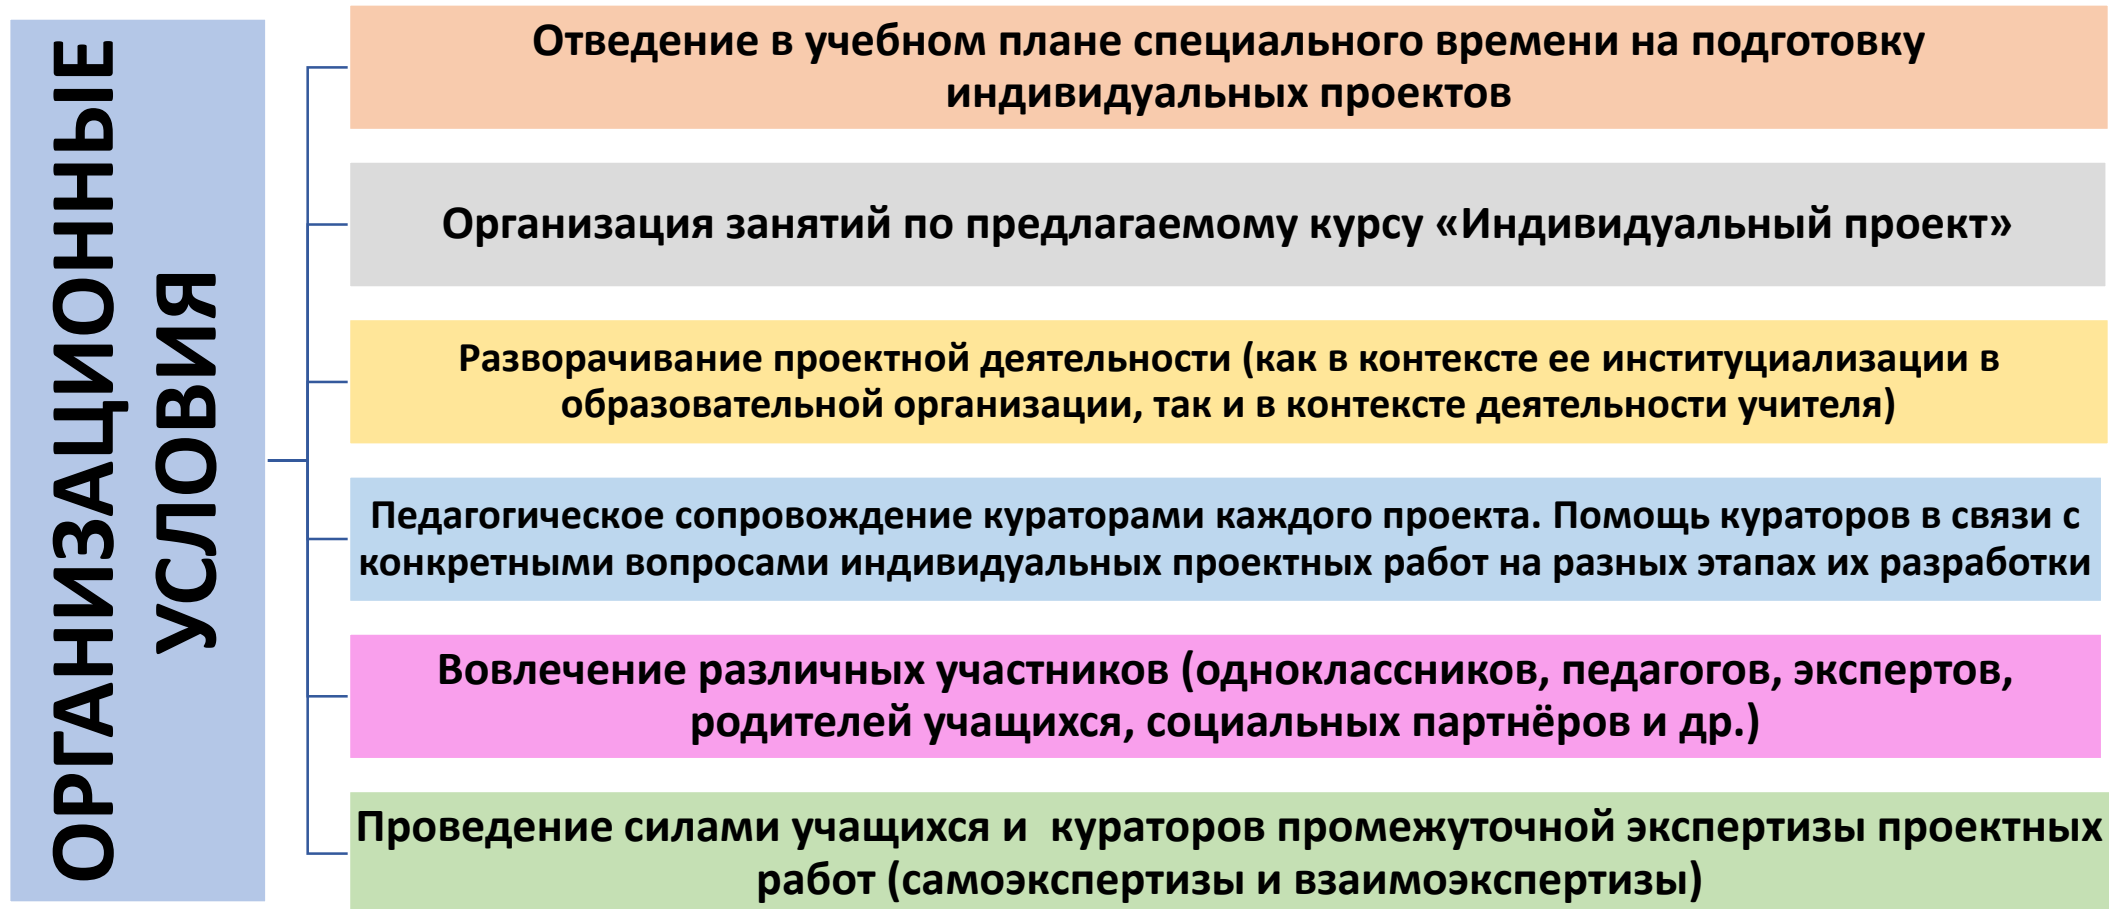 ОРГАНИЗАЦИОННЫЕ
УСЛОВИЯ
Отведение в учебном плане специального времени на подготовку
индивидуальных проектов
Организация занятий по предлагаемому курсу «Индивидуальный проект»
Разворачивание проектной деятельности (как в контексте ее институциализации в
образовательной организации, так и в контексте деятельности учителя)
Педагогическое сопровождение кураторами каждого проекта. Помощь кураторов в связи с
конкретными вопросами индивидуальных проектных работ на разных этапах их разработки
Вовлечение различных участников (одноклассников, педагогов, экспертов,
родителей учащихся, социальных партнёров и др.)
Проведение силами учащихся и  кураторов промежуточной экспертизы проектных
работ (самоэкспертизы и взаимоэкспертизы)